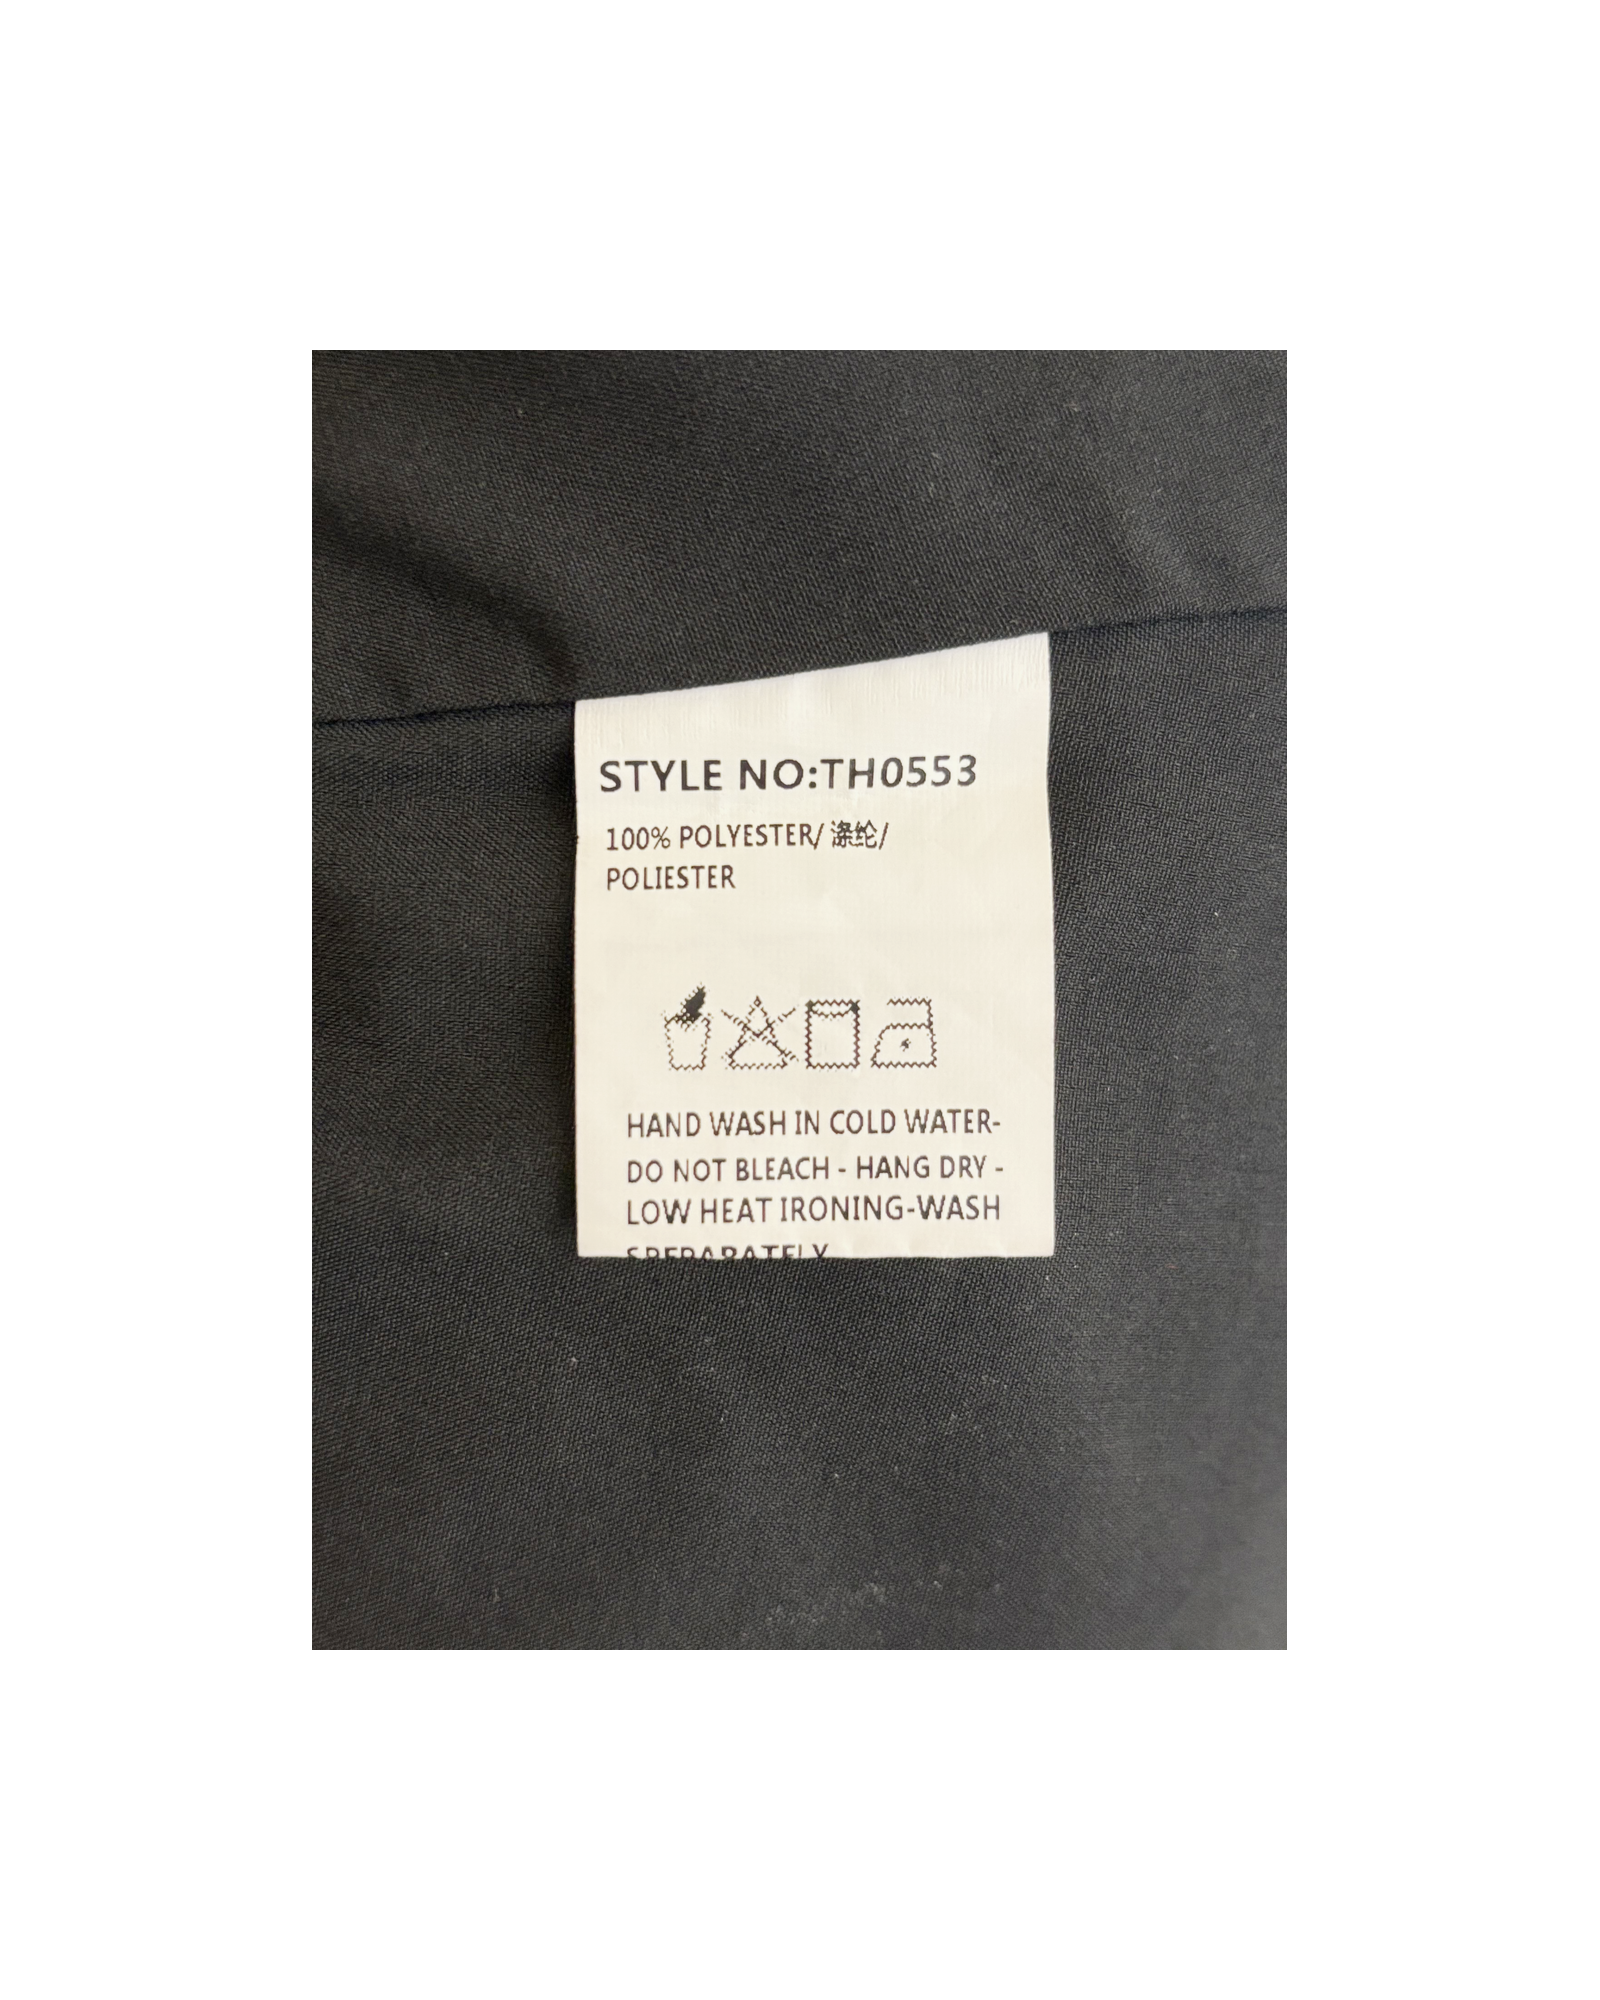 STYLE NO:TH0553
100% POLYESTER/ 涤纶/
POLIESTER
HAND WASH IN COLD WATER-
DO NOT BLEACH - HANG DRY -
LOW HEAT IRONING-WASH
SPEPARATELY